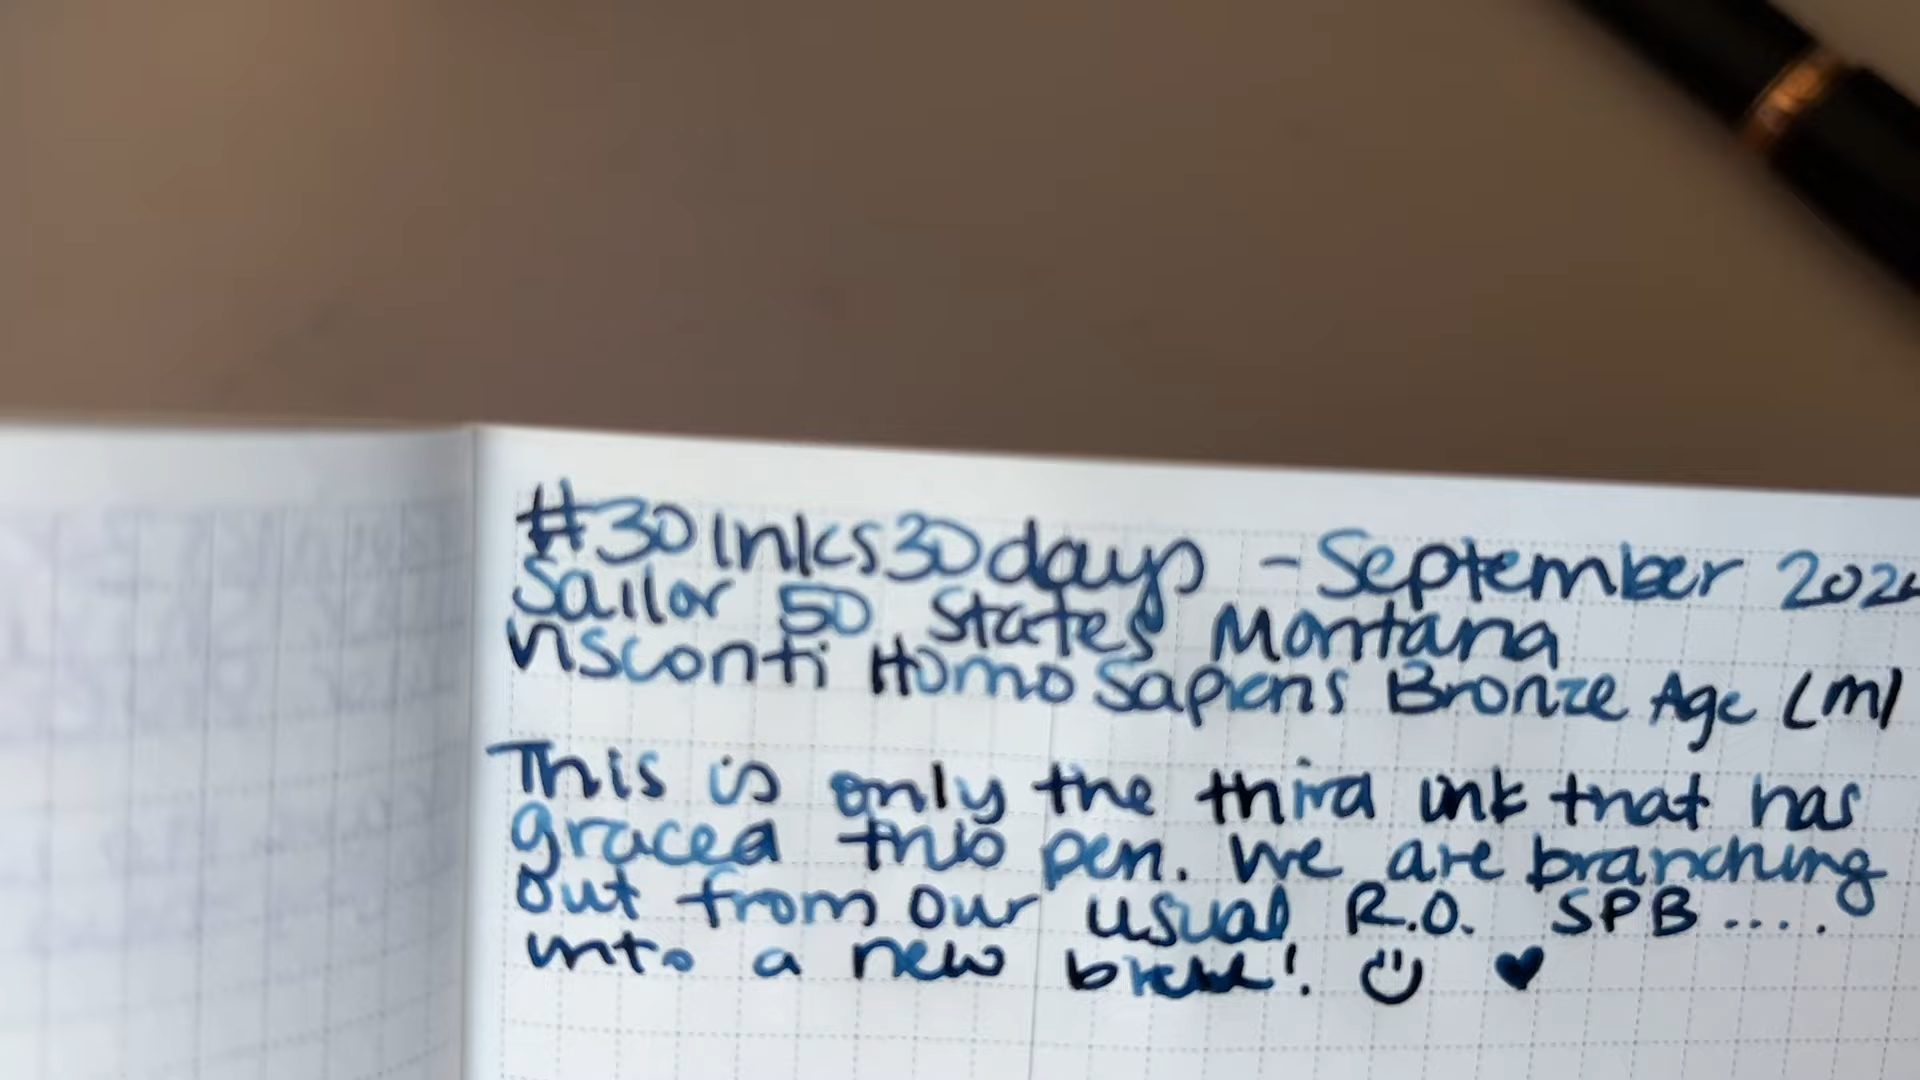 #30inks30days - September 202
Sailor 50 States Montana
Visconti Homo Sapiens Bronze Age (m)
This is only the third ink that has
graced this pen. We are branching
out from our usual R.O. SPB....
into a new blue! ☺ ♥